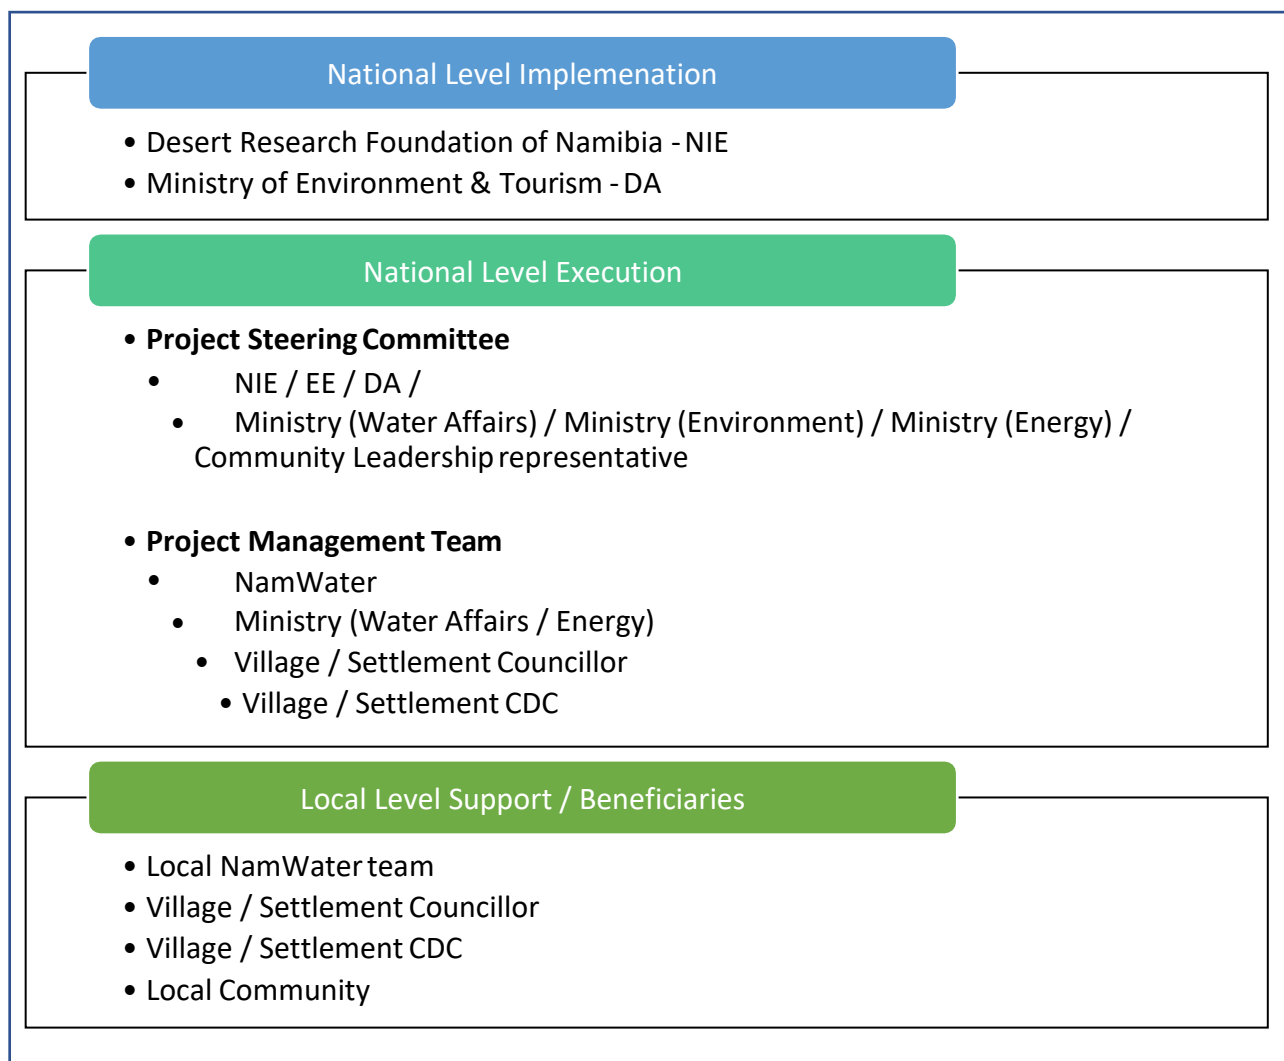 National Level Implemenation
• Desert Research Foundation of Namibia - NIE
• Ministry of Environment & Tourism - DA
National Level Execution
• Project Steering Committee
• NIE / EE / DA /
• Ministry (Water Affairs) / Ministry (Environment) / Ministry (Energy) /
Community Leadership representative
• Project Management Team
• NamWater
• Ministry (Water Affairs / Energy)
• Village / Settlement Councillor
• Village / Settlement CDC
Local Level Support / Beneficiaries
• Local NamWater team
• Village / Settlement Councillor
• Village / Settlement CDC
• Local Community